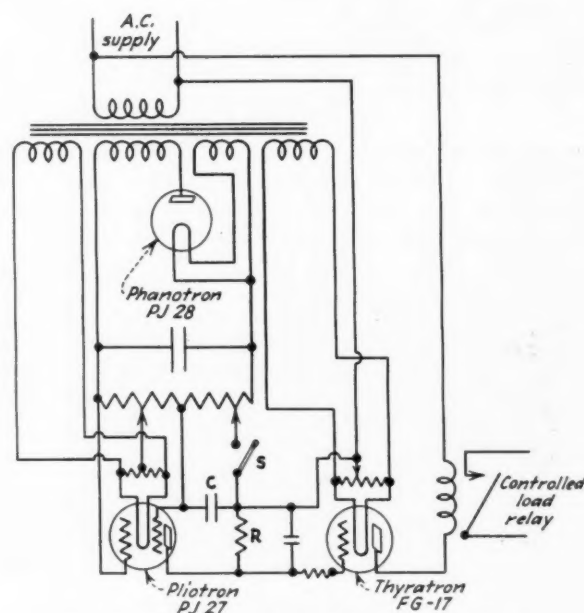 A.C.
supply
Phanotron
PJ 28
S
C
R
Controlled
load
relay
Pliotron
PJ 27
Thyratron
FG-17